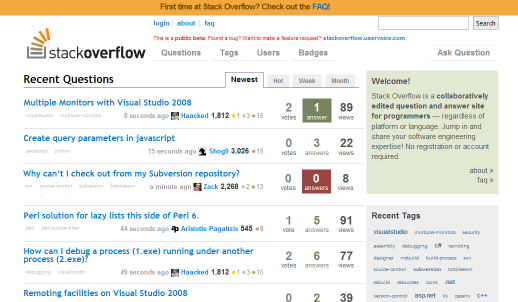 First time at Stack Overflow? Check out the FAQ!
login | about | faq
Search
This is a public beta. Found a bug? Want to make a feature request? stackoverflow.uservoice.com
stackoverflow
Questions Tags Users Badges Ask Question
Recent Questions
Newest Hot Week Month
Multiple Monitors with Visual Studio 2008
visualstudio multiple-monitors
8 seconds ago Haacked 1,812 1 3 15
2 votes 1 answer 89 views
Create query parameters in javascript
javascript python
15 seconds ago Shog9 3,026 15
0 votes 3 answers 22 views
Why can't I check out from my Subversion repository?
svn source-control subversion tortoisesvn
a minute ago Zack 2,268 2 13
0 votes 0 answers 8 views
Perl solution for lazy lists this side of Perl 6.
perl perl-source-filter
44 seconds ago Aristotle Pagaltzis 545 8
1 votes 5 answers 91 views
How can I debug a process (1.exe) running under another
process (2.exe)?
debugging visualstudio
49 seconds ago Haacked 1,812 1 3 15
2 votes 6 answers 77 views
Remoting facilities on Visual Studio 2008
0 2 39
Welcome!
Stack Overflow is a collaboratively
edited question and answer site
for programmers — regardless of
platform or language. Jump in and
share your software engineering
expertise! No registration or account
required.
about »
faq »
Recent Tags
visualstudio multiple-monitors security
assembly debugging c# remoting
designer msbuild build-process svn
source-control subversion tortoisesvn
rebuild resources icons .net
version-control asp.net iis cassini c++